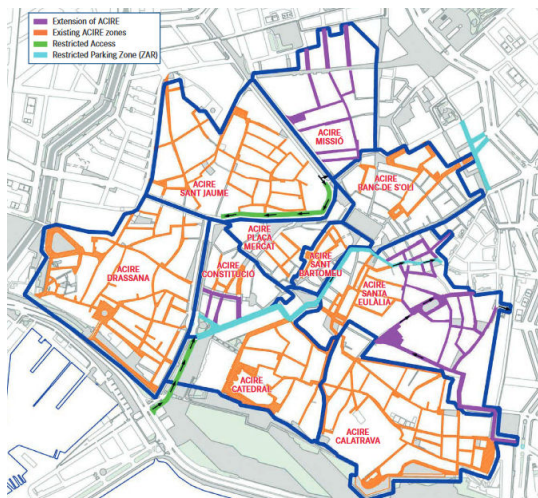 Extension of ACIRE
Existing ACIRE zones
Restricted Access
Restricted Parking Zone (ZAR)
ACIRE
MISSIÓ
ACIRE
SANT JAUME
ACIRE
BANC DE S'OLI
ACIRE
PLAÇA
MERCAT
ACIRE
SANT
BARTOMEU
ACIRE
DRASSANA
ACIRE
CONSTITUCIÓ
ACIRE
SANTA
EULÀLIA
ACIRE
CATEDRAL
ACIRE
CALATRAVA